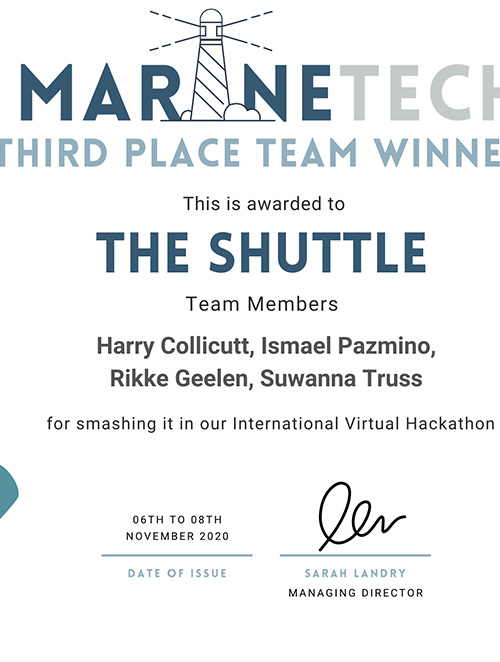 MARINETECH
THIRD PLACE TEAM WINNE
This is awarded to
THE SHUTTLE
Team Members
Harry Collicutt, Ismael Pazmino,
Rikke Geelen, Suwanna Truss
for smashing it in our International Virtual Hackathon
06TH TO 08TH
NOVEMBER 2020
DATE OF ISSUE
SARAH LANDRY
MANAGING DIRECTOR